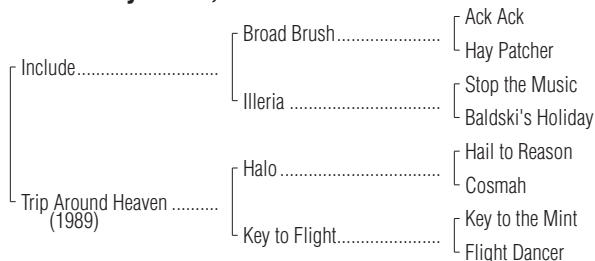 Broad Brush
Ack Ack
Hay Patcher
Include
Illeria
Stop the Music
Baldski's Holiday
Halo
Hail to Reason
Cosmah
Trip Around Heaven
(1989)
Key to Flight
Key to the Mint
Flight Dancer